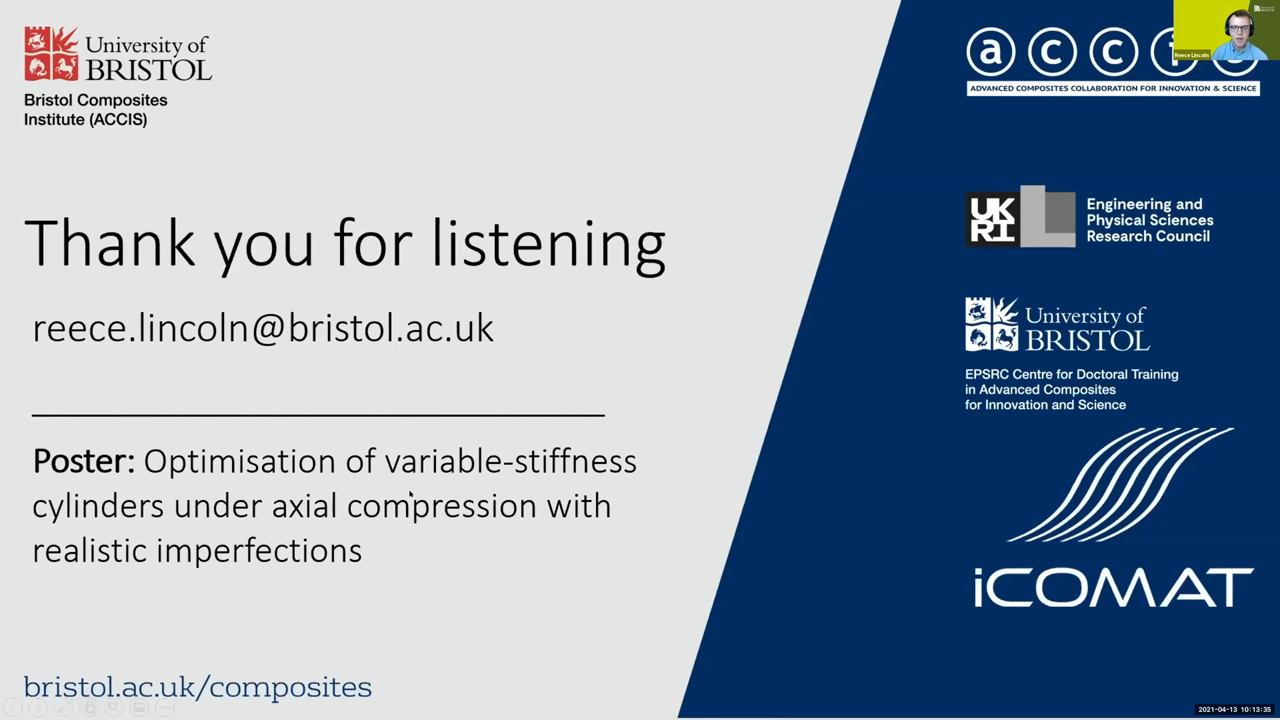 University of
BRISTOL
Bristol Composites
Institute (ACCIS)
Thank you for listening
reece.lincoln@bristol.ac.uk
Poster: Optimisation of variable-stiffness
cylinders under axial compression with
realistic imperfections
bristol.ac.uk/composites
a c c
Reece Lincoln
ADVANCED COMPOSITES COLLABORATION FOR INNOVATION & SCIENCE
UK
RI
Engineering and
Physical Sciences
Research Council
University of
BRISTOL
EPSRC Centre for Doctoral Training
in Advanced Composites
for Innovation and Science
iCOMAT
2021-04-13 10:13:35